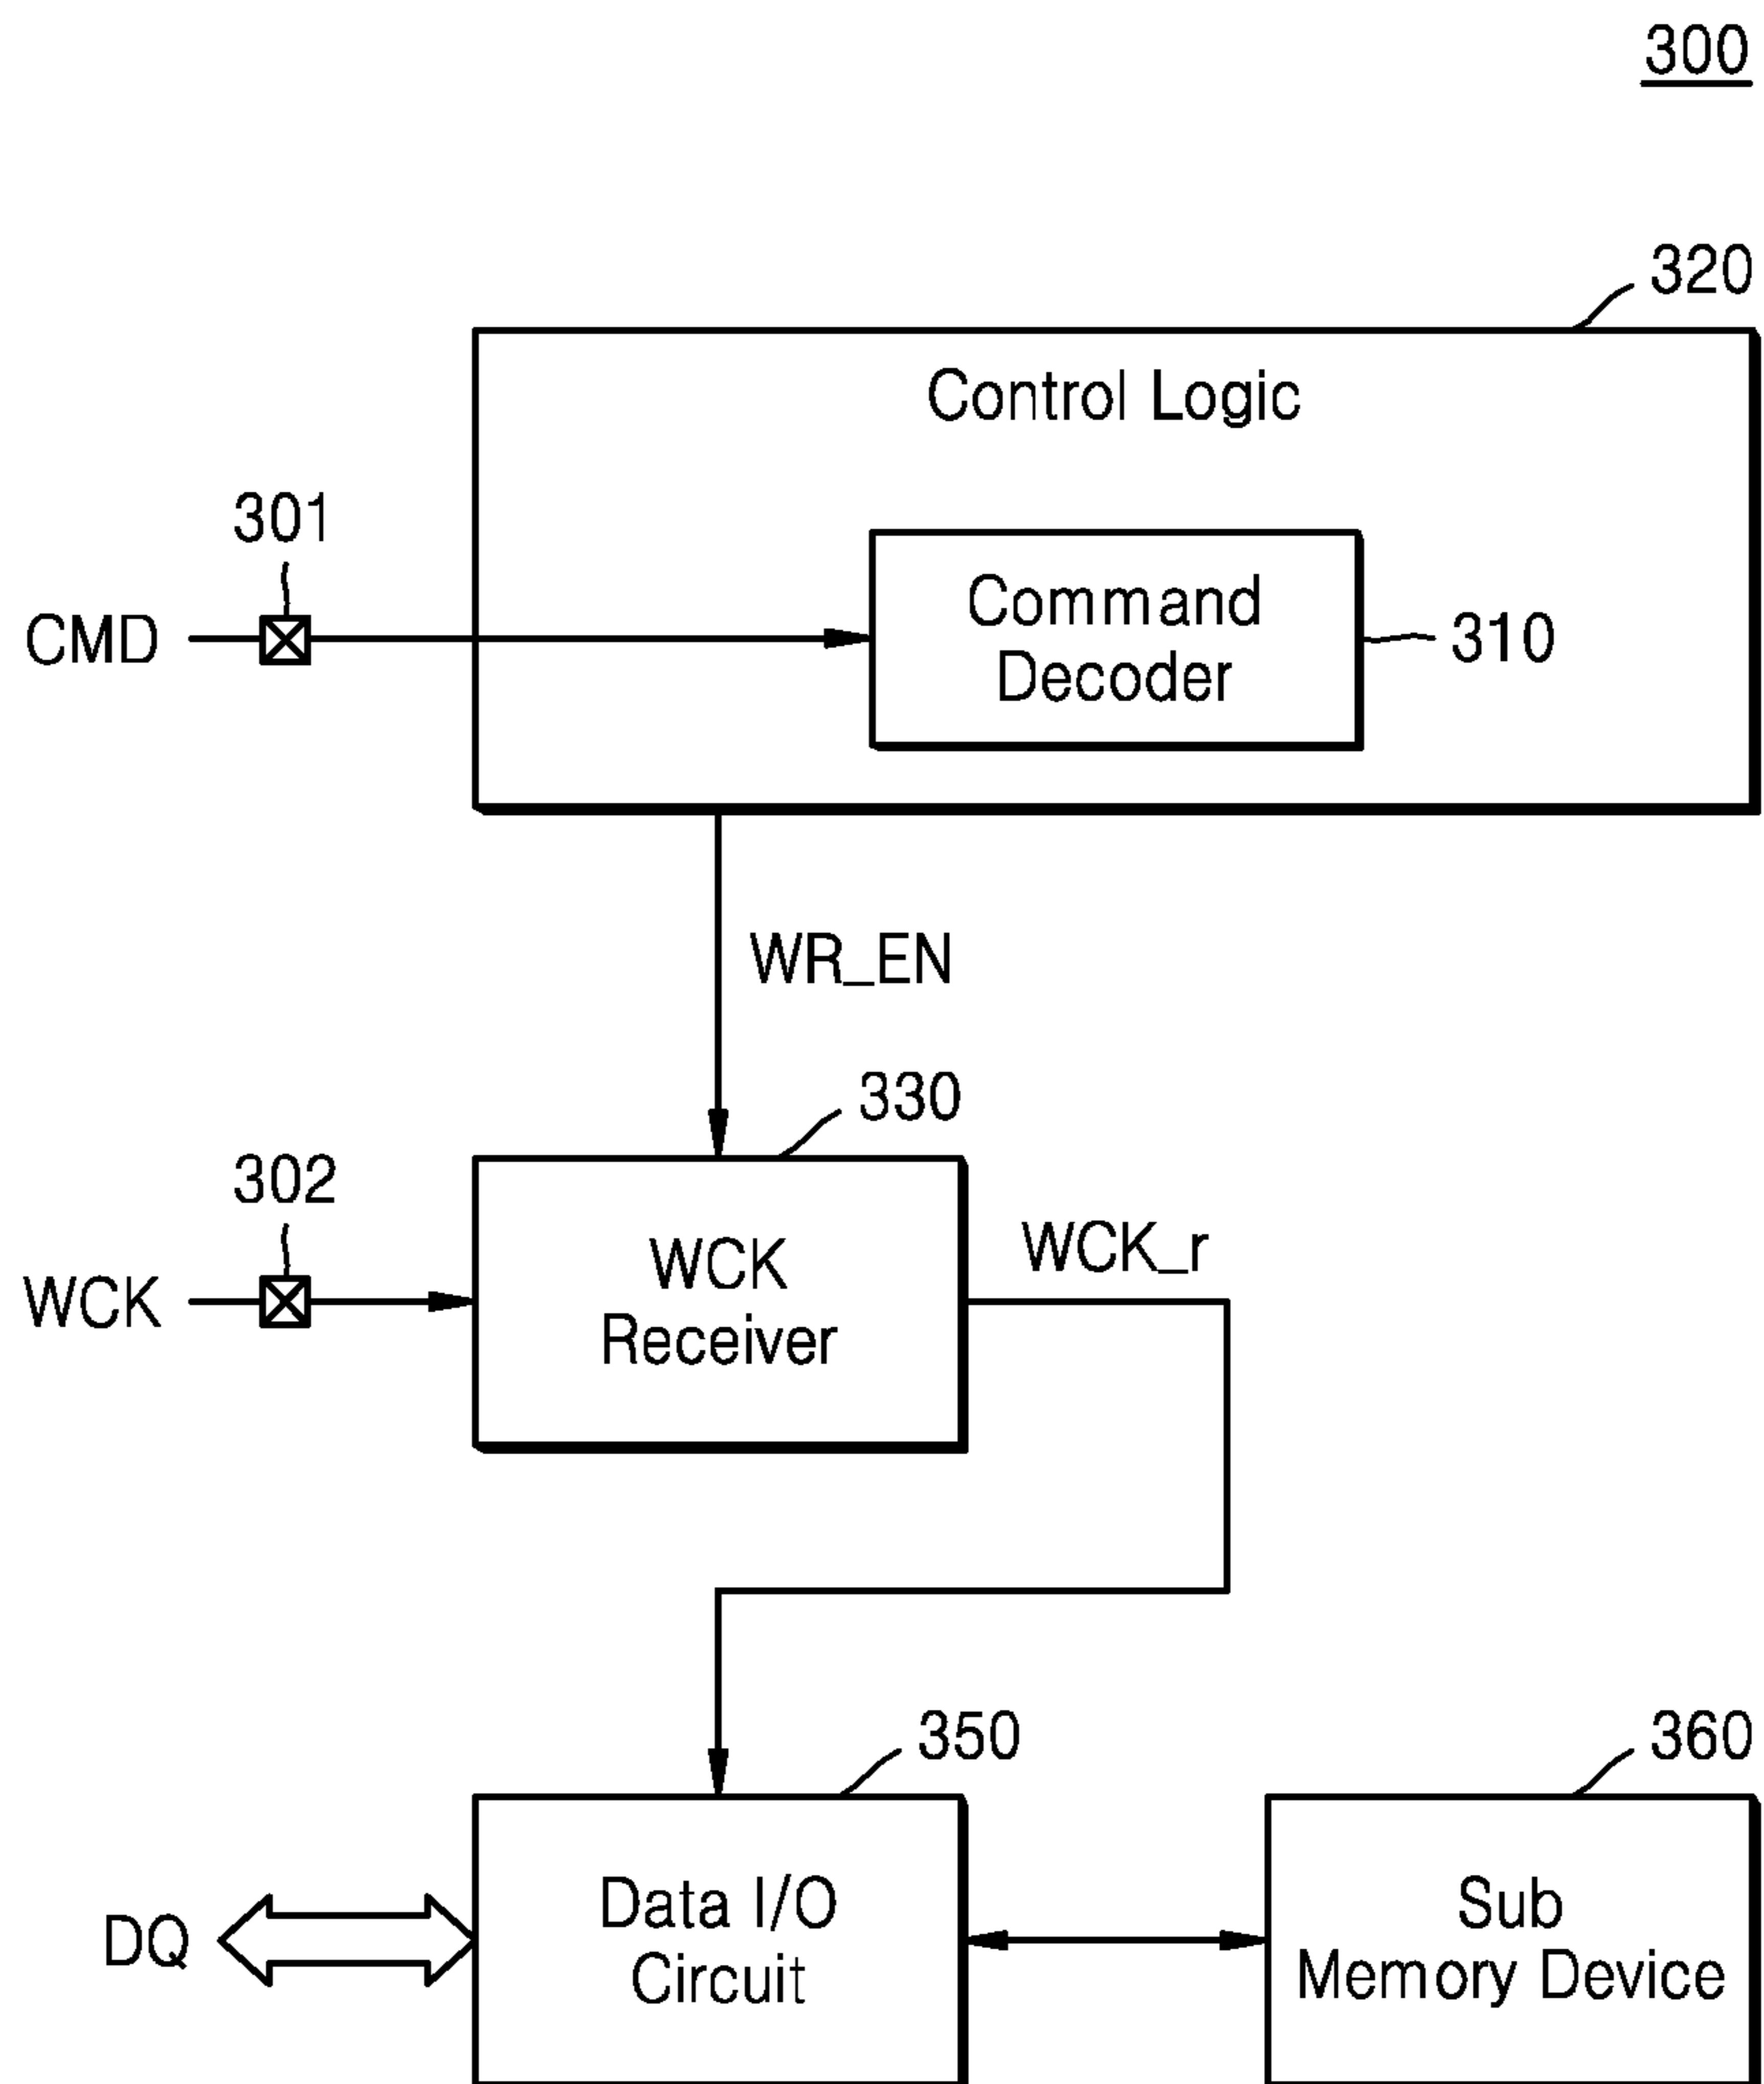 300
320
Control Logic
301
CMD
Command
Decoder
310
WR_EN
330
302
WCK
WCK
Receiver
WCK_r
350
360
DQ
Data I/O
Circuit
Sub
Memory Device